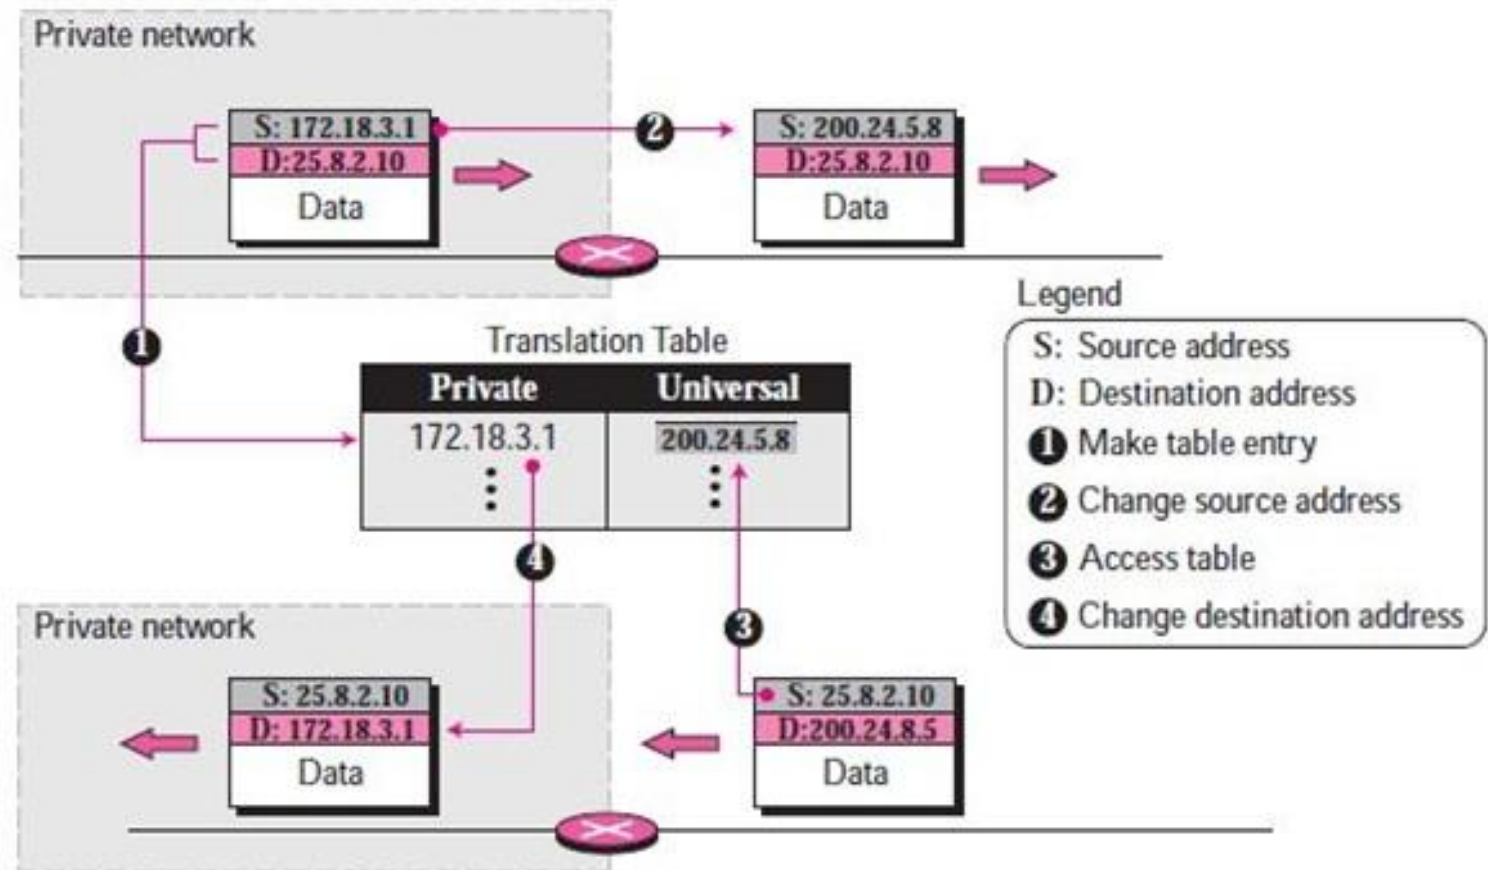 Private network
S: 172.18.3.1
D:25.8.2.10
Data
2
S: 200.24.5.8
D:25.8.2.10
Data
1
Translation Table
Private Universal
172.18.3.1 200.24.5.8
4
3
Legend
S: Source address
D: Destination address
1 Make table entry
2 Change source address
3 Access table
4 Change destination address
Private network
S: 25.8.2.10
D: 172.18.3.1
Data
S: 25.8.2.10
D:200.24.8.5
Data